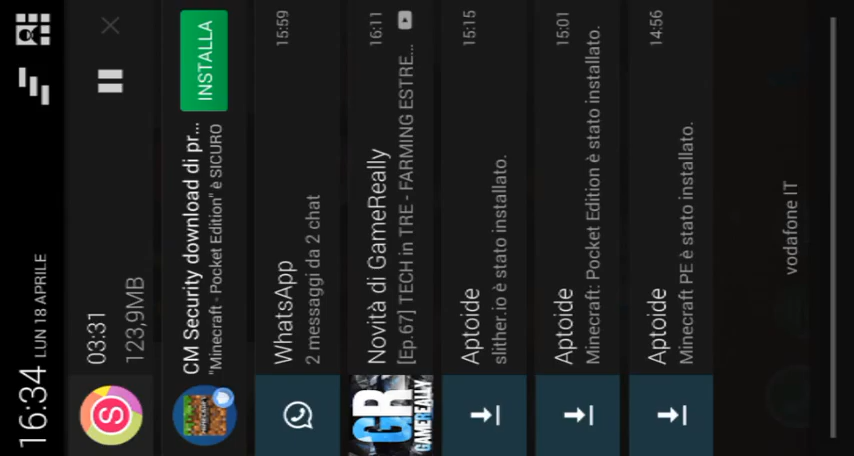 16:34 LUN 18 APRILE
03:31
123,9MB
CM Security download di pr...
"Minecraft - Pocket Edition" è SICURO
INSTALLA
WhatsApp
15:59
2 messaggi da 2 chat
Novità di GameReally
16:11
[Ep.67] TECH in TRE - FARMING ESTRE...
GR
GAMEREALLY
Aptoide
15:15
slither.io è stato installato.
Aptoide
15:01
Minecraft: Pocket Edition è stato installato.
Aptoide
14:56
Minecraft PE è stato installato.
vodafone IT